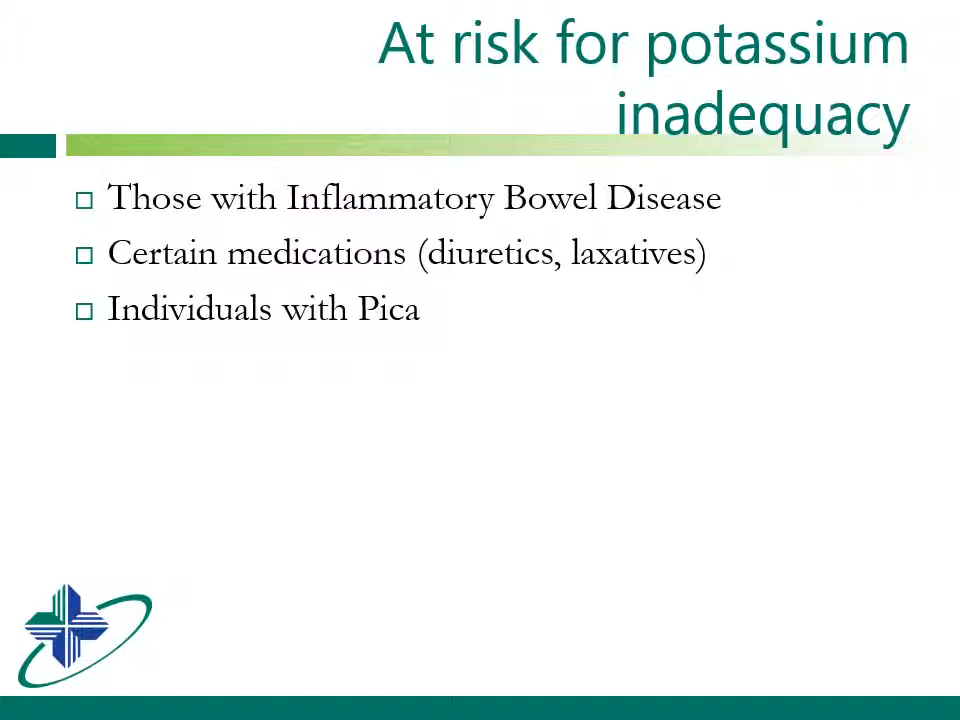 At risk for potassium
inadequacy
Those with Inflammatory Bowel Disease
Certain medications (diuretics, laxatives)
Individuals with Pica